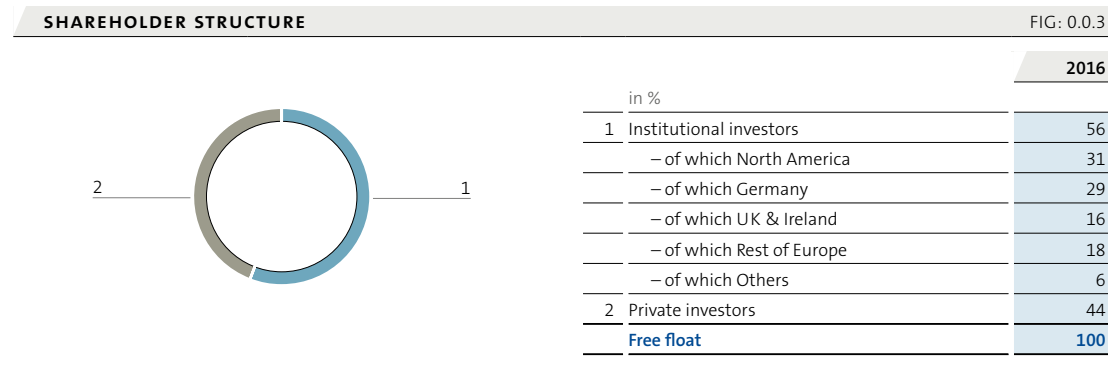 SHAREHOLDER STRUCTURE FIG: 0.0.3
2016
in %
1 Institutional investors 56
– of which North America 31
– of which Germany 29
2 1
– of which UK & Ireland 16
– of which Rest of Europe 18
– of which Others 6
2 Private investors 44
Free float 100